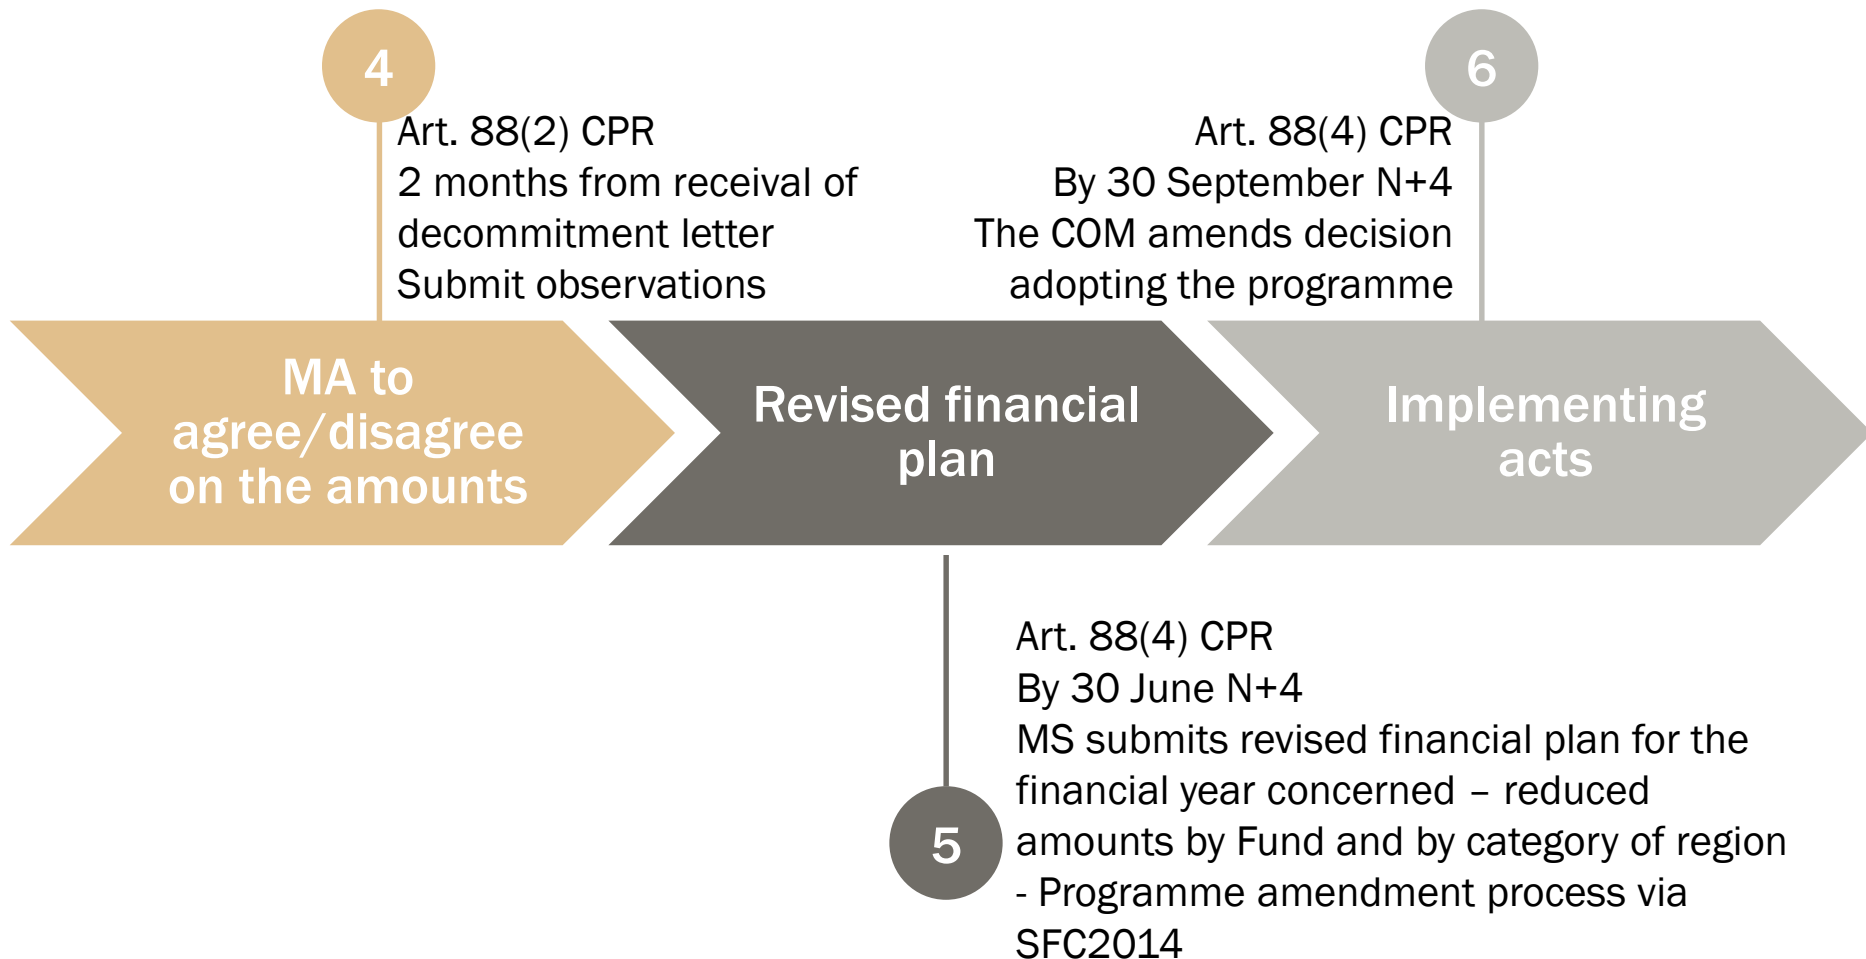 4
Art. 88(2) CPR
2 months from receival of
decommitment letter
Submit observations
6
Art. 88(4) CPR
By 30 September N+4
The COM amends decision
adopting the programme
MA to
agree/disagree
on the amounts
Revised financial
plan
Implementing
acts
5
Art. 88(4) CPR
By 30 June N+4
MS submits revised financial plan for the
financial year concerned – reduced
amounts by Fund and by category of region
- Programme amendment process via
SFC2014